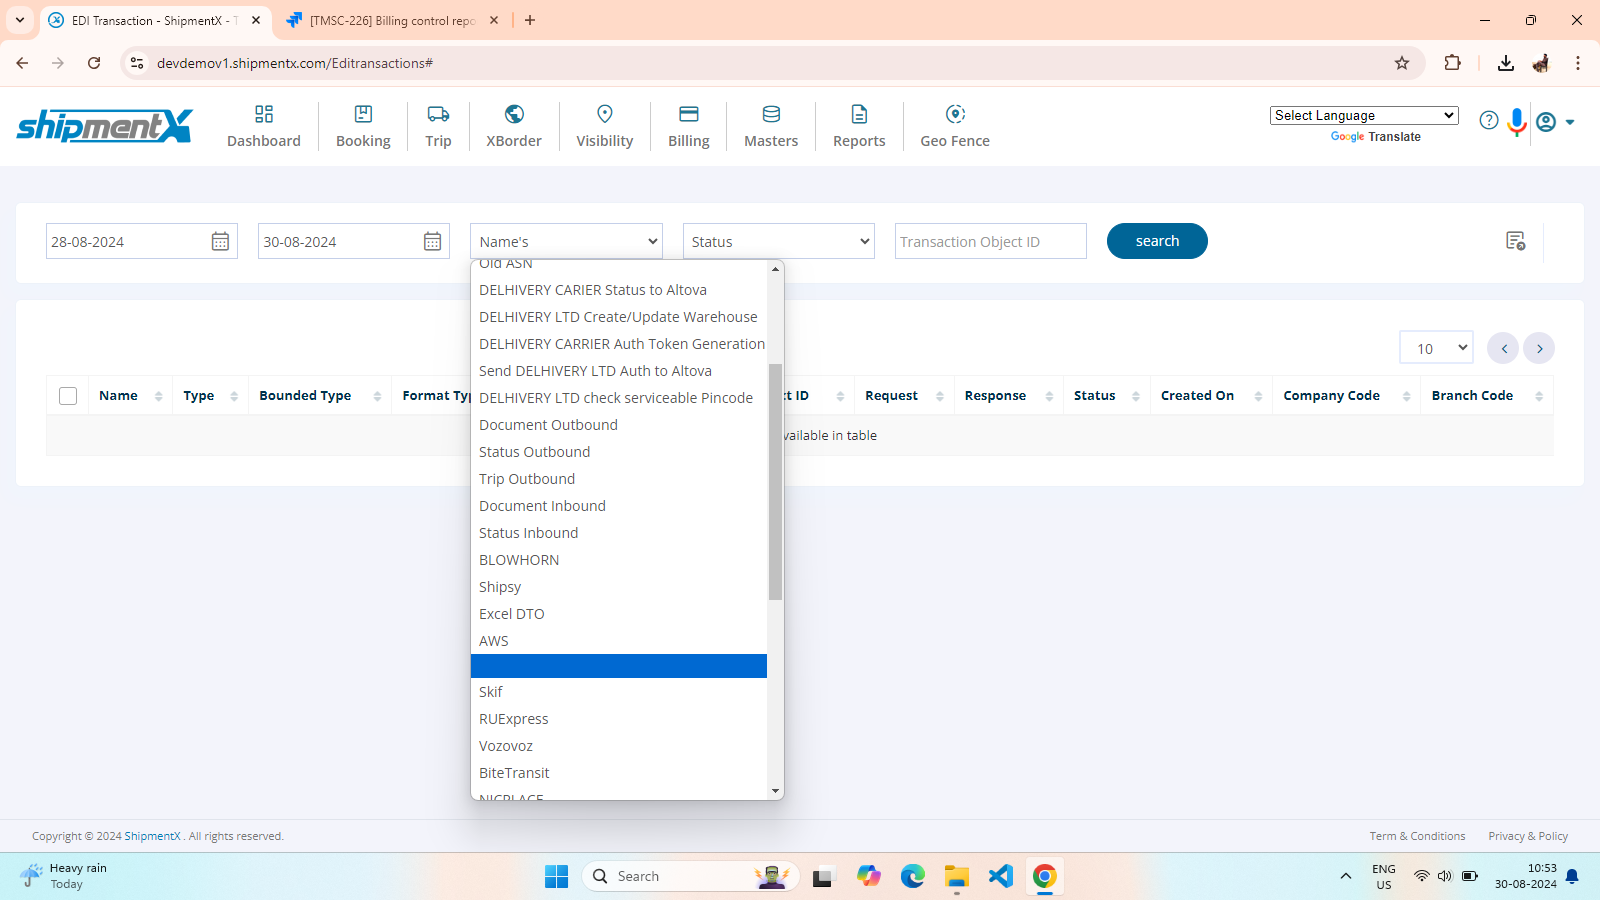 EDI Transaction - ShipmentX - T
[TMSC-226] Billing control repo
devdemov1.shipmentx.com/Editransactions#
shipmentX
Dashboard
Booking
Trip
XBorder
Visibility
Billing
Masters
Reports
Geo Fence
Select Language
Google Translate
28-08-2024
30-08-2024
Name's
Status
Transaction Object ID
search
Old ASN
DELHIVERY CARIER Status to Altova
DELHIVERY LTD Create/Update Warehouse
DELHIVERY CARRIER Auth Token Generation
Send DELHIVERY LTD Auth to Altova
DELHIVERY LTD check serviceable Pincode
Document Outbound
Status Outbound
Trip Outbound
Document Inbound
Status Inbound
BLOWHORN
Shipsy
Excel DTO
AWS
Skif
RUExpress
Vozovoz
BiteTransit
NICPLACE
10
Name
Type
Bounded Type
Format Typ
ct ID
Request
Response
Status
Created On
Company Code
Branch Code
vailable in table
Copyright © 2024 ShipmentX . All rights reserved.
Term & Conditions
Privacy & Policy
Heavy rain
Today
Search
ENG
US
10:53
30-08-2024